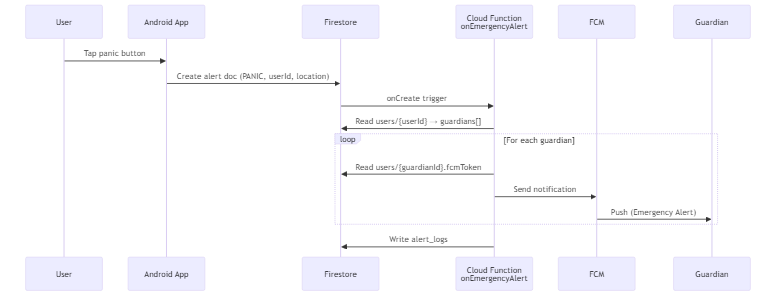 User
Android App
Firestore
Cloud Function
onEmergencyAlert
FCM
Guardian
Tap panic button
Create alert doc (PANIC, userId, location)
onCreate trigger
Read users/{userId} → guardians[]
loop
[For each guardian]
Read users/{guardianId}.fcmToken
Send notification
Push (Emergency Alert)
Write alert_logs
User
Android App
Firestore
Cloud Function
onEmergencyAlert
FCM
Guardian